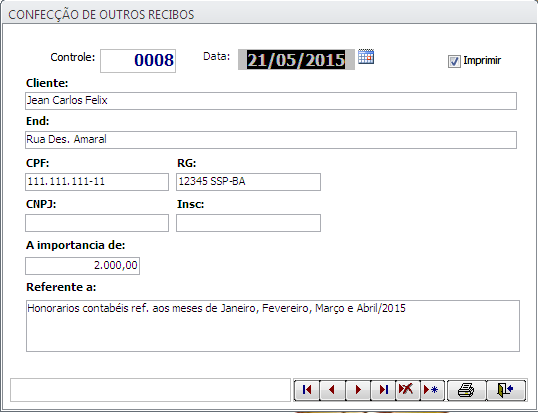 CONFECÇÃO DE OUTROS RECIBOS
Controle: 0008 Data: 21/05/2015 Imprimir
Cliente:
Jean Carlos Felix
End:
Rua Des. Amaral
CPF: RG:
111.111.111-11 12345 SSP-BA
CNPJ: Insc:
A importancia de:
2.000,00
Referente a:
Honorarios contabéis ref. aos meses de Janeiro, Fevereiro, Março e Abril/2015